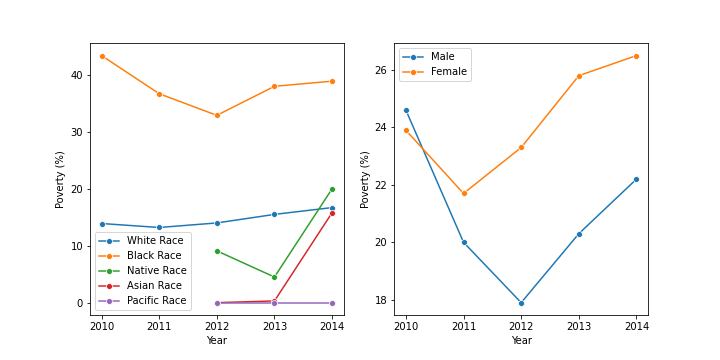 40
30
20
10
0
Poverty (%)
White Race
Black Race
Native Race
Asian Race
Pacific Race
2010 2011 2012 2013 2014
Year
26
24
22
20
18
Poverty (%)
Male
Female
2010 2011 2012 2013 2014
Year